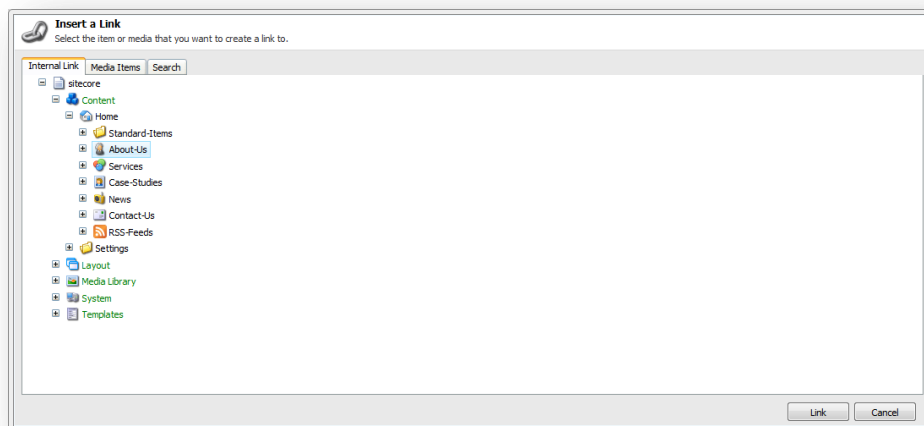 Insert a Link
Select the item or media that you want to create a link to.
Internal Link Media Items Search
sitecore
Content
Home
Standard-Items
About-Us
Services
Case-Studies
News
Contact-Us
RSS-Feeds
Settings
Layout
Media Library
System
Templates
Link Cancel